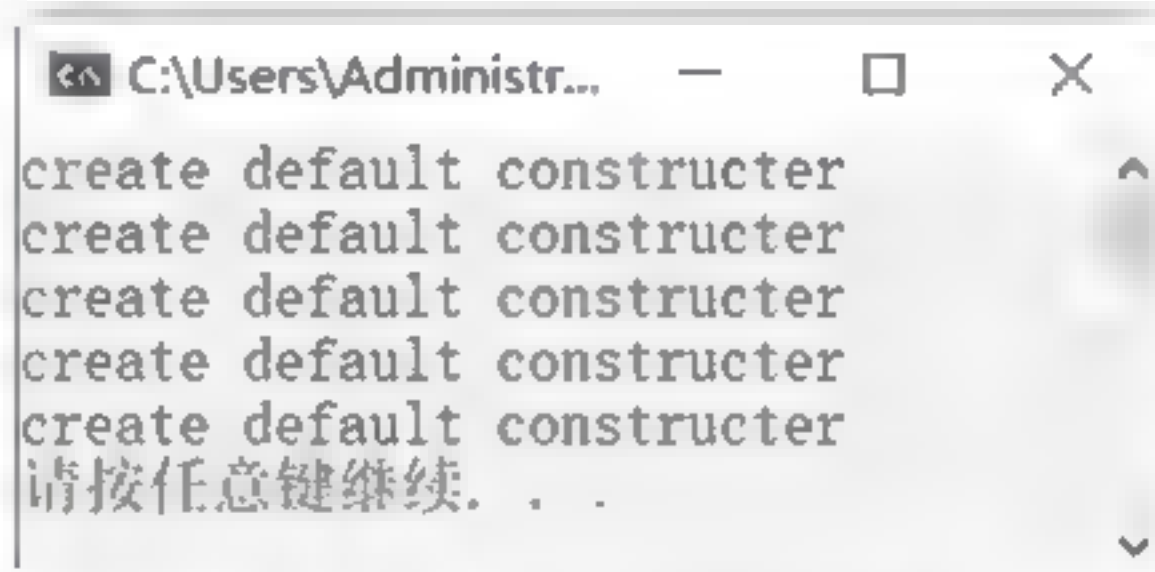 C:\Users\Administr...
create default constructer
create default constructer
create default constructer
create default constructer
create default constructer
请按任意键继续. . .